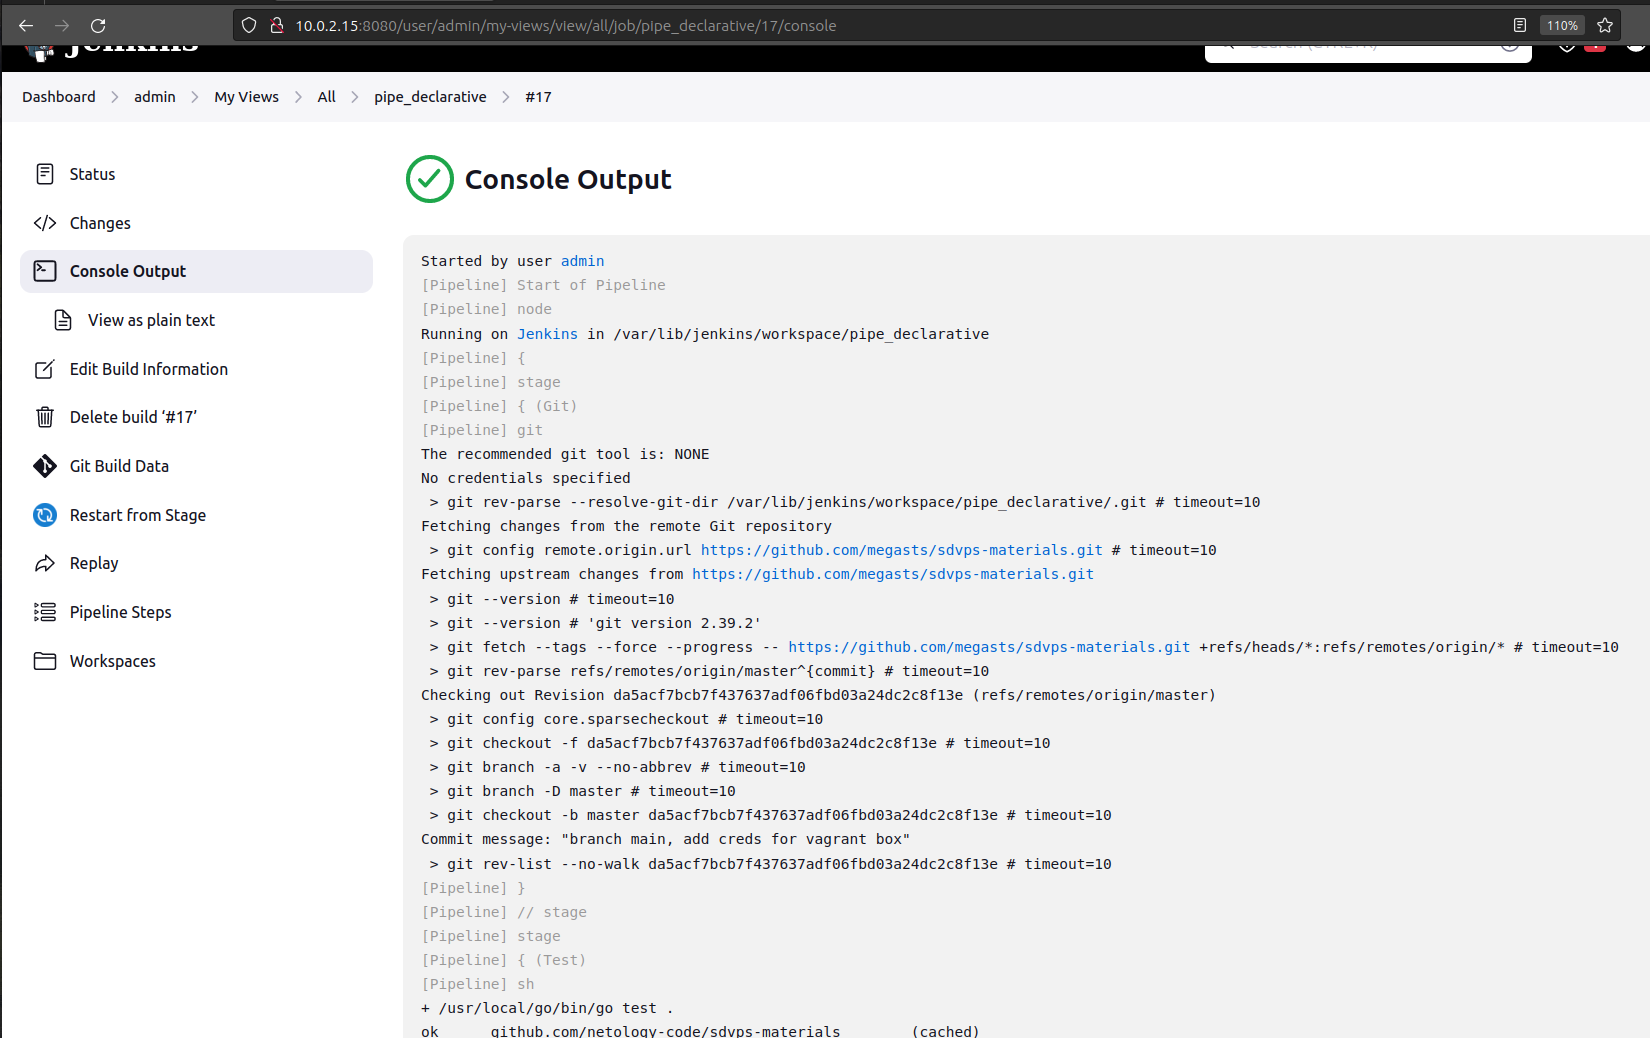 10.0.2.15:8080/user/admin/my-views/view/all/job/pipe_declarative/17/console
110%
Jenkins
Dashboard > admin > My Views > All > pipe_declarative > #17
Status
Changes
Console Output
View as plain text
Edit Build Information
Delete build ‘#17’
Git Build Data
Restart from Stage
Replay
Pipeline Steps
Workspaces
Console Output
Started by user admin
[Pipeline] Start of Pipeline
[Pipeline] node
Running on Jenkins in /var/lib/jenkins/workspace/pipe_declarative
[Pipeline] {
[Pipeline] stage
[Pipeline] { (Git)
[Pipeline] git
The recommended git tool is: NONE
No credentials specified
> git rev-parse --resolve-git-dir /var/lib/jenkins/workspace/pipe_declarative/.git # timeout=10
Fetching changes from the remote Git repository
> git config remote.origin.url https://github.com/megasts/sdvps-materials.git # timeout=10
Fetching upstream changes from https://github.com/megasts/sdvps-materials.git
> git --version # timeout=10
> git --version # 'git version 2.39.2'
> git fetch --tags --force --progress -- https://github.com/megasts/sdvps-materials.git +refs/heads/*:refs/remotes/origin/* # timeout=10
> git rev-parse refs/remotes/origin/master^{commit} # timeout=10
Checking out Revision da5acf7bcb7f437637adf06fbd03a24dc2c8f13e (refs/remotes/origin/master)
> git config core.sparsecheckout # timeout=10
> git checkout -f da5acf7bcb7f437637adf06fbd03a24dc2c8f13e # timeout=10
> git branch -a -v --no-abbrev # timeout=10
> git branch -D master # timeout=10
> git checkout -b master da5acf7bcb7f437637adf06fbd03a24dc2c8f13e # timeout=10
Commit message: "branch main, add creds for vagrant box"
> git rev-list --no-walk da5acf7bcb7f437637adf06fbd03a24dc2c8f13e # timeout=10
[Pipeline] }
[Pipeline] // stage
[Pipeline] stage
[Pipeline] { (Test)
[Pipeline] sh
+ /usr/local/go/bin/go test .
ok github.com/netology-code/sdvps-materials (cached)